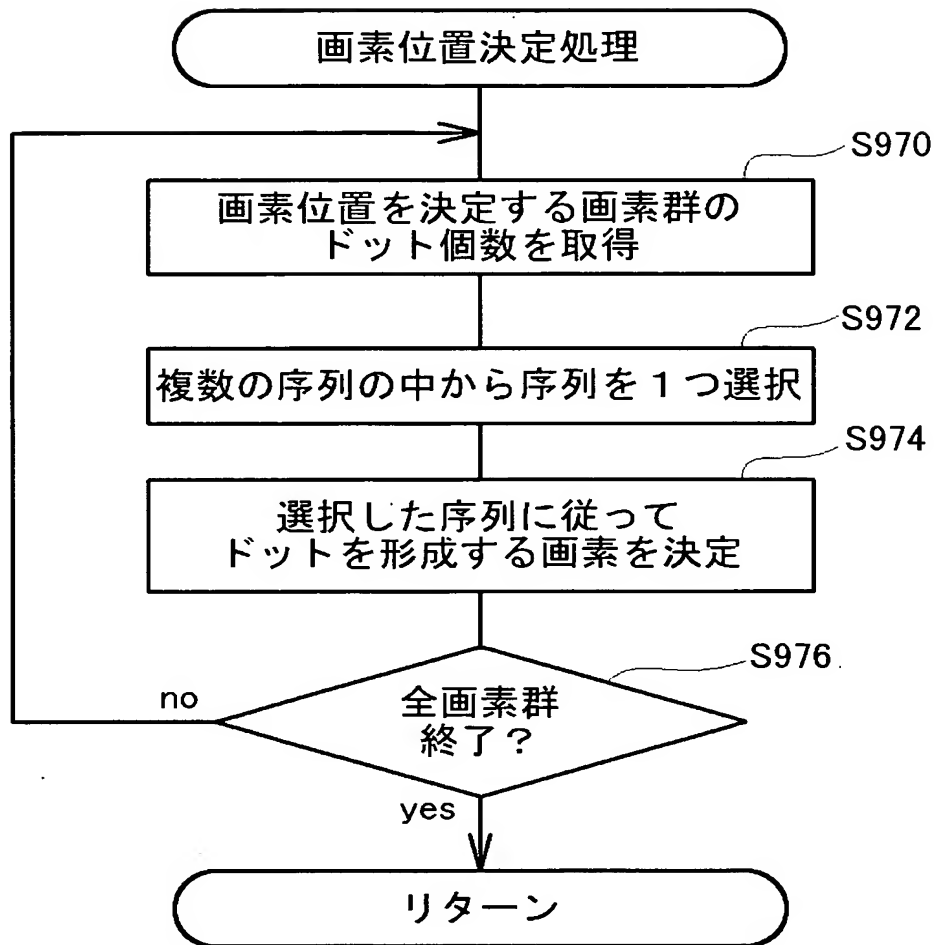 画素位置決定処理
S970
画素位置を決定する画素群の
ドット個数を取得
S972
複数の序列の中から序列を１つ選択
S974
選択した序列に従って
ドットを形成する画素を決定
S976
全画素群
終了？
no
yes
リターン